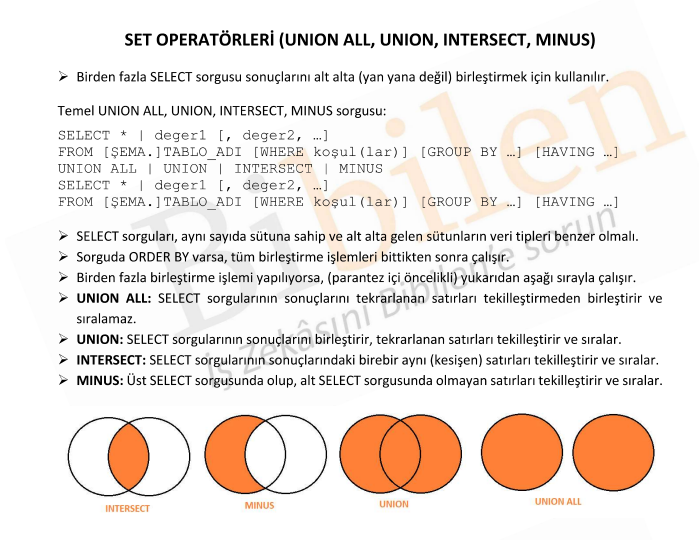 SET OPERATÖRLERİ (UNION ALL, UNION, INTERSECT, MINUS)
➢ Birden fazla SELECT sorgusu sonuçlarını alt alta (yan yana değil) birleştirmek için kullanılır.
Temel UNION ALL, UNION, INTERSECT, MINUS sorgusu:
SELECT * | deger1 [, deger2, …]
FROM [ŞEMA.]TABLO_ADI [WHERE koşul(lar)] [GROUP BY …] [HAVING …]
UNION ALL | UNION | INTERSECT | MINUS
SELECT * | deger1 [, deger2, …]
FROM [ŞEMA.]TABLO_ADI [WHERE koşul(lar)] [GROUP BY …] [HAVING …]
➢ SELECT sorguları, aynı sayıda sütuna sahip ve alt alta gelen sütunların veri tipleri benzer olmalı.
➢ Sorguda ORDER BY varsa, tüm birleştirme işlemleri bittikten sonra çalışır.
➢ Birden fazla birleştirme işlemi yapılıyorsa, (parantez içi öncelikli) yukarıdan aşağı sırayla çalışır.
➢ UNION ALL: SELECT sorgularının sonuçlarını tekrarlanan satırları tekilleştirmeden birleştirir ve
sıralamaz.
➢ UNION: SELECT sorgularının sonuçlarını birleştirir, tekrarlanan satırları tekilleştirir ve sıralar.
➢ INTERSECT: SELECT sorgularının sonuçlarındaki birebir aynı (kesişen) satırları tekilleştirir ve sıralar.
➢ MINUS: Üst SELECT sorgusunda olup, alt SELECT sorgusunda olmayan satırları tekilleştirir ve sıralar.
INTERSECT
MINUS
UNION
UNION ALL
Bibilen
İş Zekâsını Bibilen'e sorun